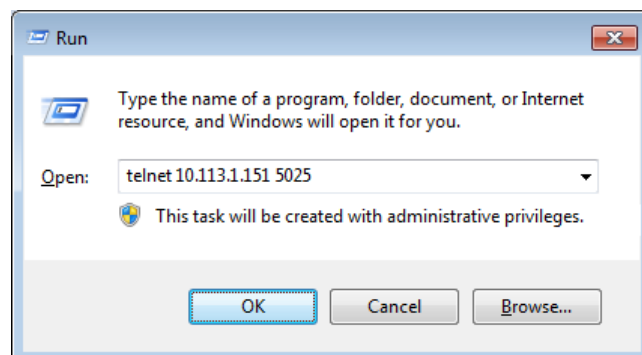 Run
Type the name of a program, folder, document, or Internet
resource, and Windows will open it for you.
Open: telnet 10.113.1.151 5025
This task will be created with administrative privileges.
OK Cancel Browse...